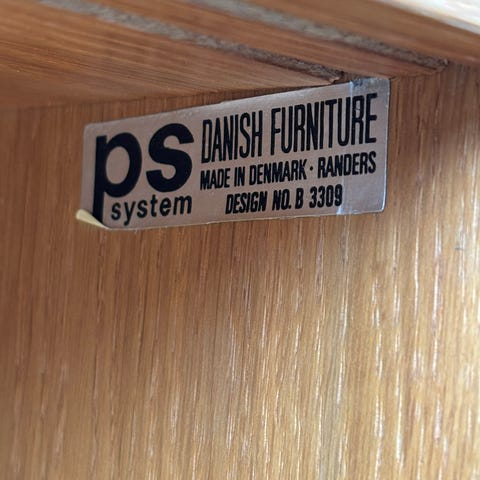 ps system
DANISH FURNITURE
MADE IN DENMARK · RANDERS
DESIGN NO. B 3309